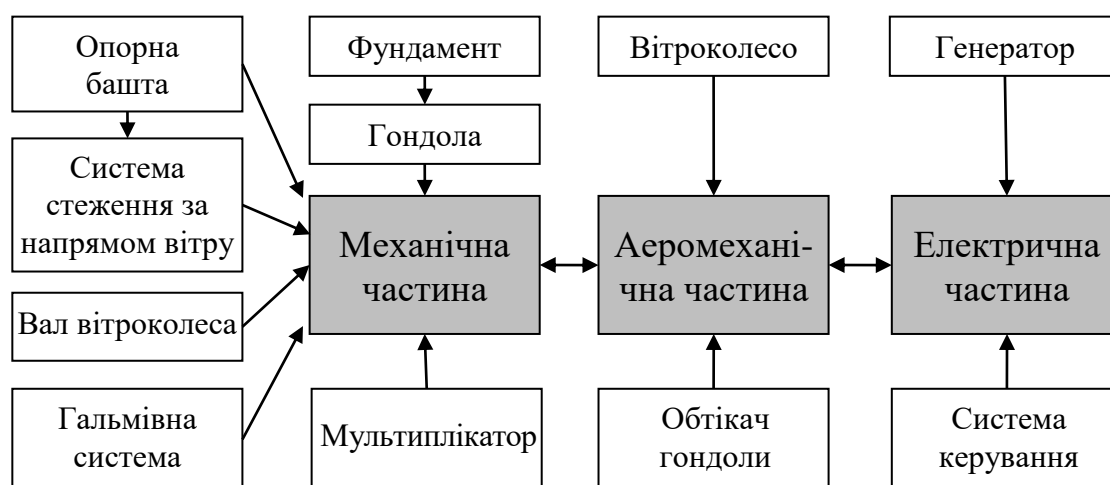 Опорна
башта
Фундамент
Вітроколесо
Генератор
Гондола
Система
стеження за
напрямом вітру
Механічна
частина
Аеромехані-
чна частина
Електрична
частина
Вал вітроколеса
Гальмівна
система
Мультиплікатор
Обтікач
гондоли
Система
керування